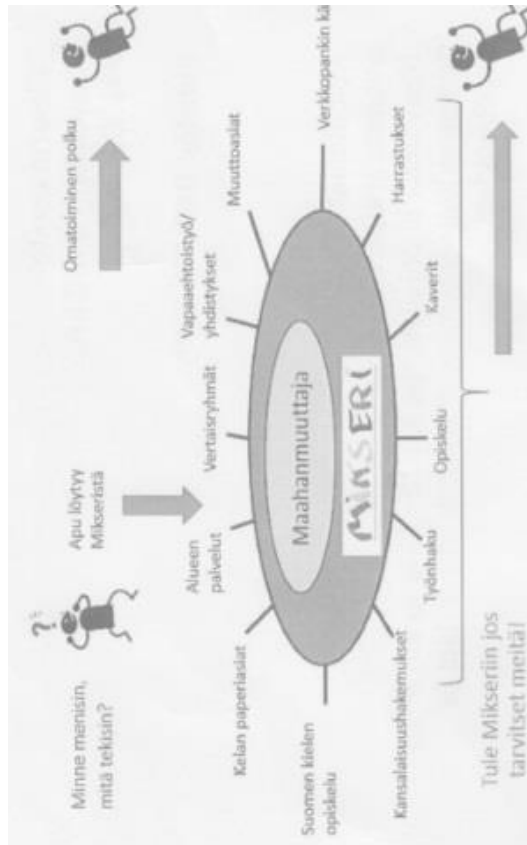 Minne menisin,
mitä tekisin?
?
Apu löytyy
Mikseristä
Omatoiminen polku
Kelan paperiasiat
Alueen
palvelut
Vertaisryhmät
Vapaaehtoistyö/
yhdistykset
Muuttoasiat
Verkkopankin
Maahanmuuttaja
MiKSERI
Suomen kielen
opiskelu
Kansalaisuushakemukset
Työnhaku
Opiskelu
Kaverit
Harrastukset
Tule Mikseriin jos
tarvitset meitä!